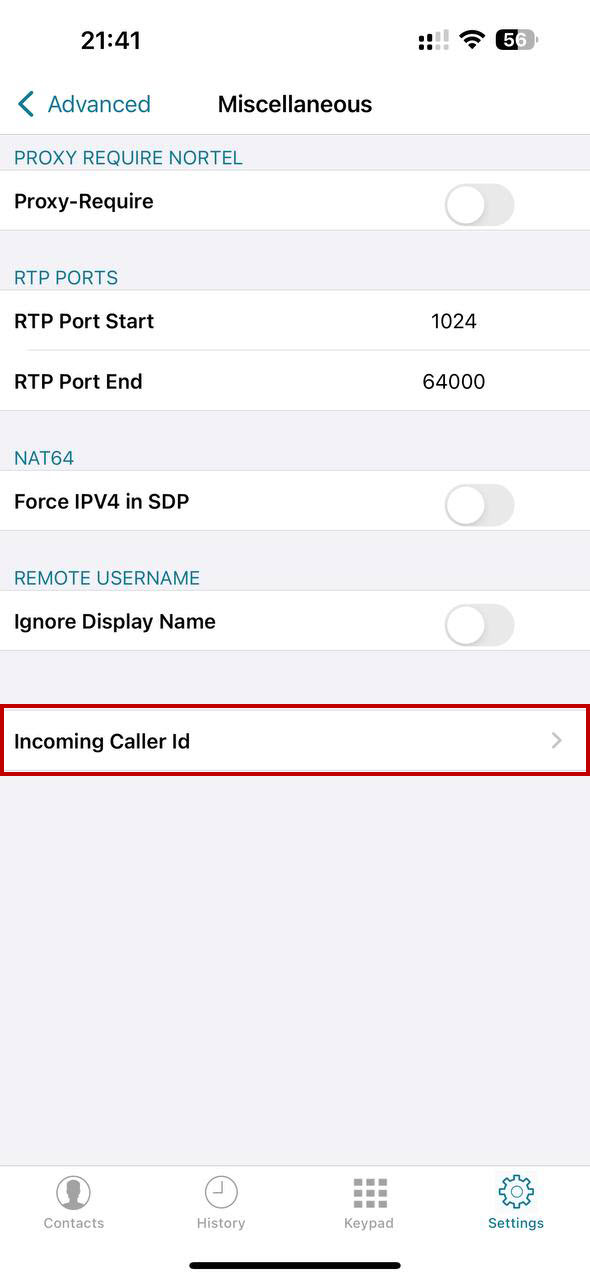 21:41
56
Advanced
Miscellaneous
PROXY REQUIRE NORTEL
Proxy-Require
RTP PORTS
RTP Port Start
1024
RTP Port End
64000
NAT64
Force IPV4 in SDP
REMOTE USERNAME
Ignore Display Name
Incoming Caller Id
Contacts
History
Keypad
Settings